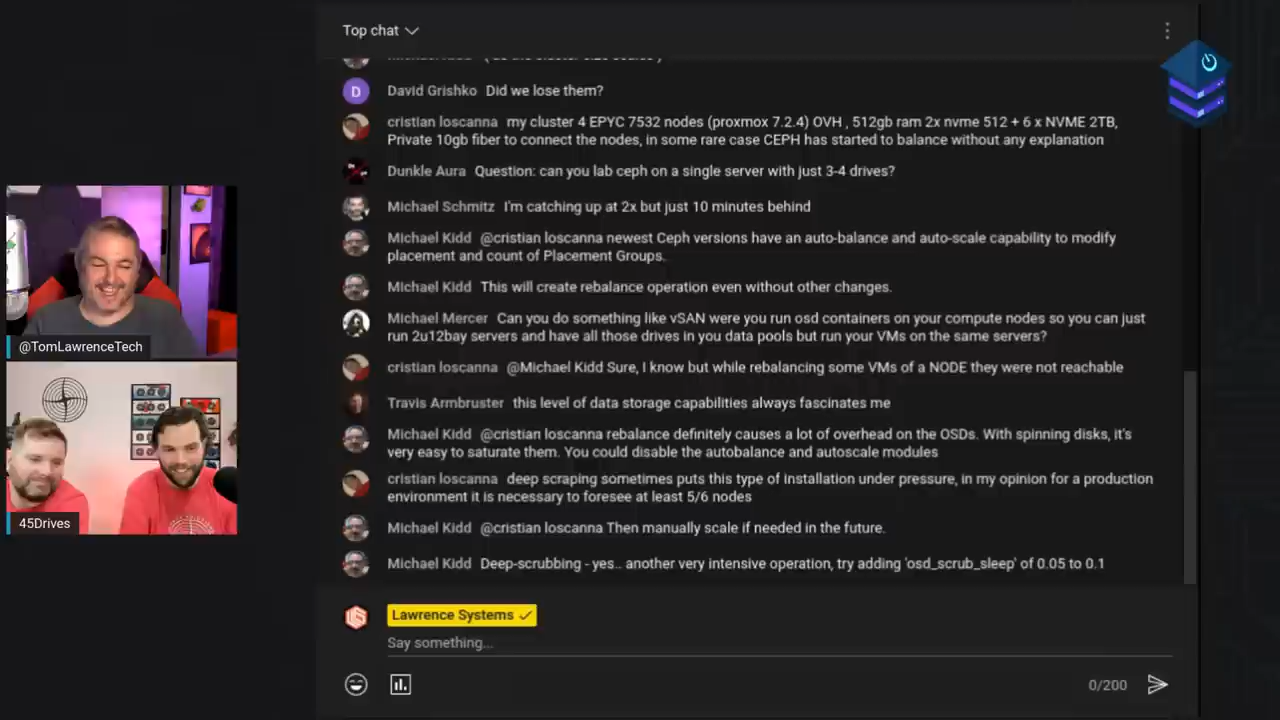 Top chat
David Grishko Did we lose them?
cristian loscanna my cluster 4 EPYC 7532 nodes (proxmox 7.2.4) OVH , 512gb ram 2x nvme 512 + 6 x NVME 2TB,
Private 10gb fiber to connect the nodes, in some rare case CEPH has started to balance without any explanation
Dunkle Aura Question: can you lab ceph on a single server with just 3-4 drives?
Michael Schmitz I'm catching up at 2x but just 10 minutes behind
Michael Kidd @cristian loscanna newest Ceph versions have an auto-balance and auto-scale capability to modify
placement and count of Placement Groups.
Michael Kidd This will create rebalance operation even without other changes.
Michael Mercer Can you do something like vSAN were you run osd containers on your compute nodes so you can just
run 2u12bay servers and have all those drives in you data pools but run your VMs on the same servers?
cristian loscanna @Michael Kidd Sure, I know but while rebalancing some VMs of a NODE they were not reachable
Travis Armbruster this level of data storage capabilities always fascinates me
Michael Kidd @cristian loscanna rebalance definitely causes a lot of overhead on the OSDs. With spinning disks, it's
very easy to saturate them. You could disable the autobalance and autoscale modules
cristian loscanna deep scraping sometimes puts this type of installation under pressure, in my opinion for a production
environment it is necessary to foresee at least 5/6 nodes
Michael Kidd @cristian loscanna Then manually scale if needed in the future.
Michael Kidd Deep-scrubbing - yes.. another very intensive operation, try adding 'osd_scrub_sleep' of 0.05 to 0.1
Lawrence Systems
Say something...
0/200
@TomLawrenceTech
45Drives
D